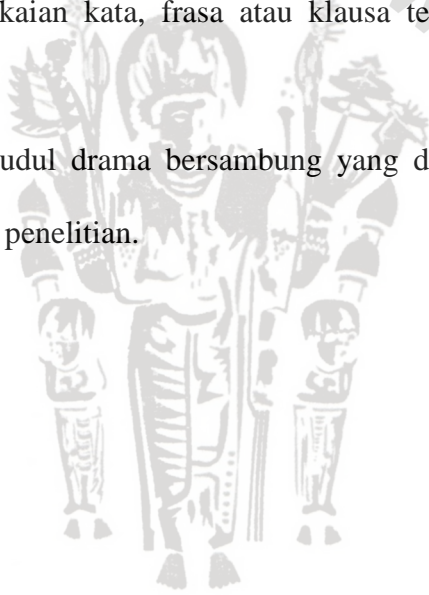 kaian kata, frasa atau klausa te
udul drama bersambung yang d
penelitian.